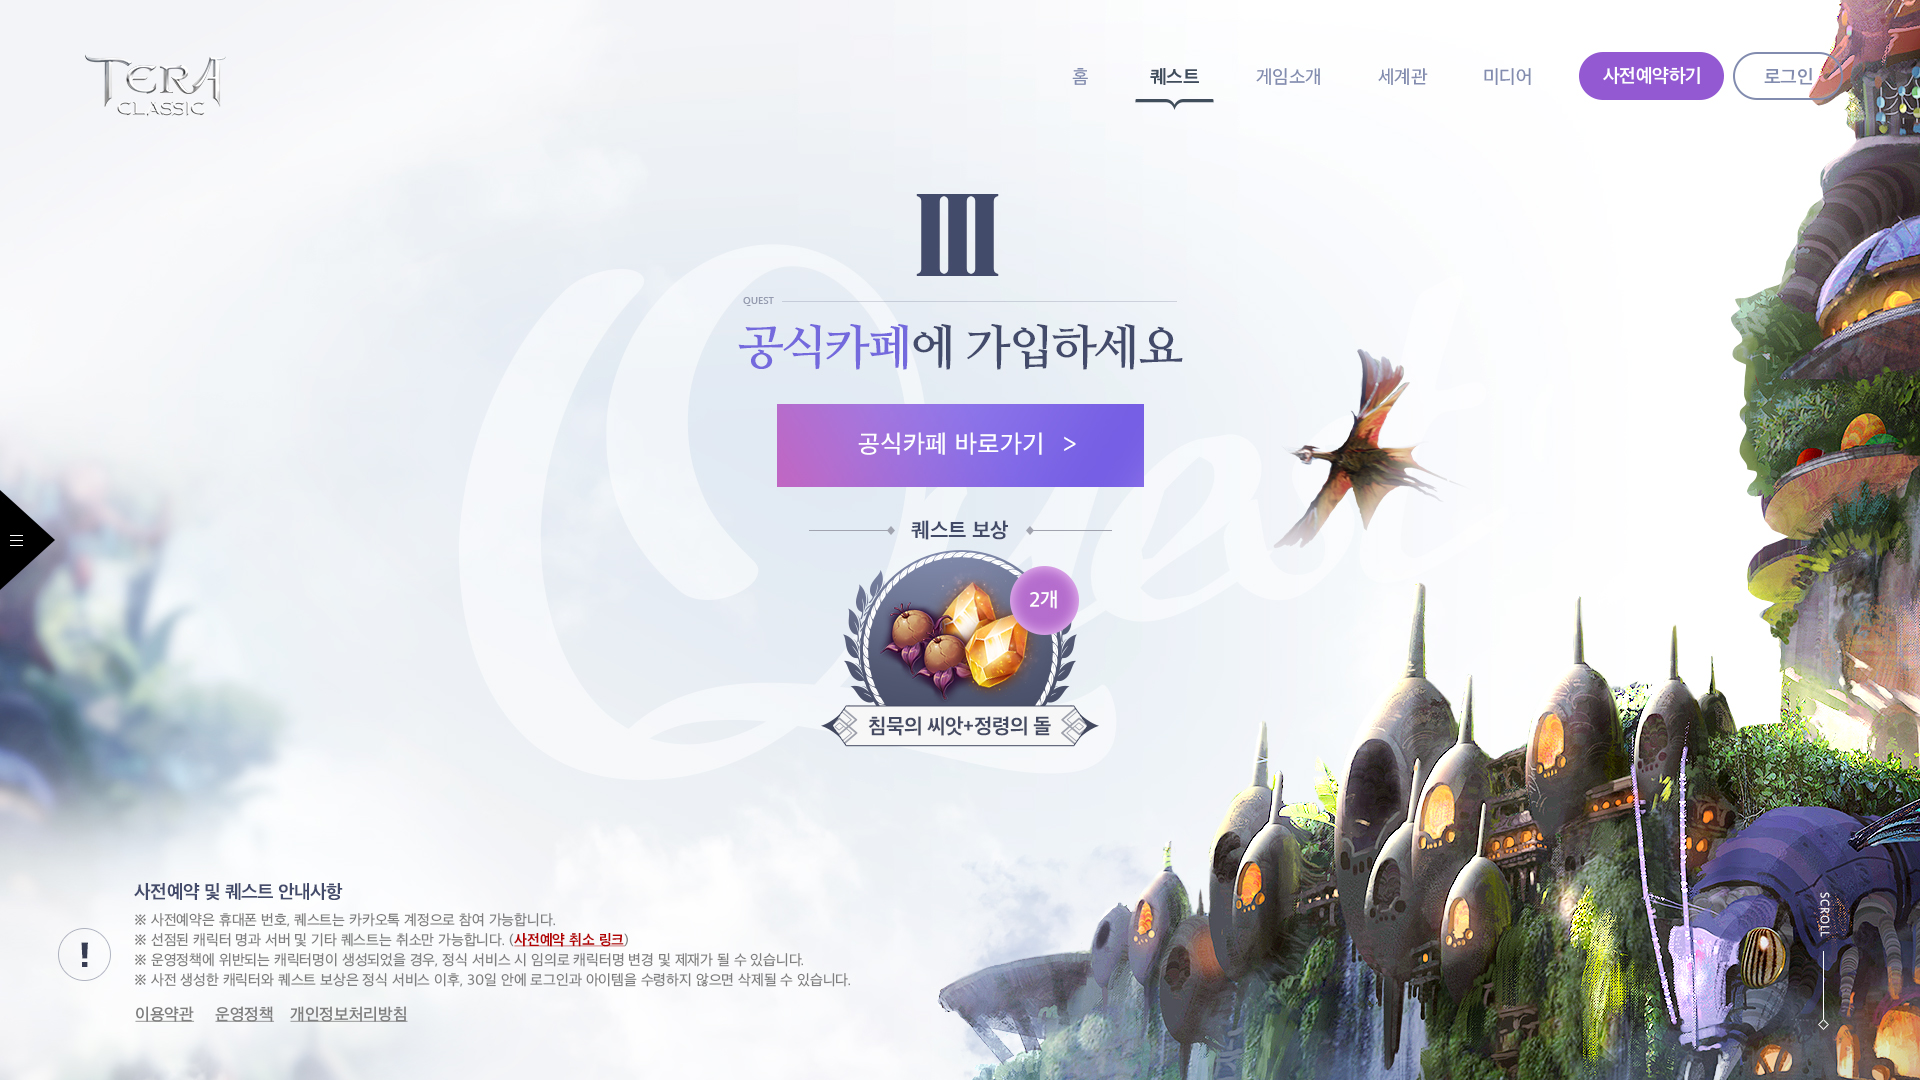 TERA
CLASSIC
홈
퀘스트
게임소개
세계관
미디어
사전예약하기
로그인
III
QUEST
Quest
공식카페에 가입하세요
공식카페 바로가기 >
퀘스트 보상
2개
침묵의 씨앗+정령의 돌
사전예약 및 퀘스트 안내사항
※ 사전예약은 휴대폰 번호, 퀘스트는 카카오톡 계정으로 참여 가능합니다.
※ 선점된 캐릭터 명과 서버 및 기타 퀘스트는 취소만 가능합니다. (사전예약 취소 링크)
※ 운영정책에 위반되는 캐릭터명이 생성되었을 경우, 정식 서비스 시 임의로 캐릭터명 변경 및 제재가 될 수 있습니다.
※ 사전 생성한 캐릭터와 퀘스트 보상은 정식 서비스 이후, 30일 안에 로그인과 아이템을 수령하지 않으면 삭제될 수 있습니다.
!
이용약관
운영정책
개인정보처리방침
SCROLL